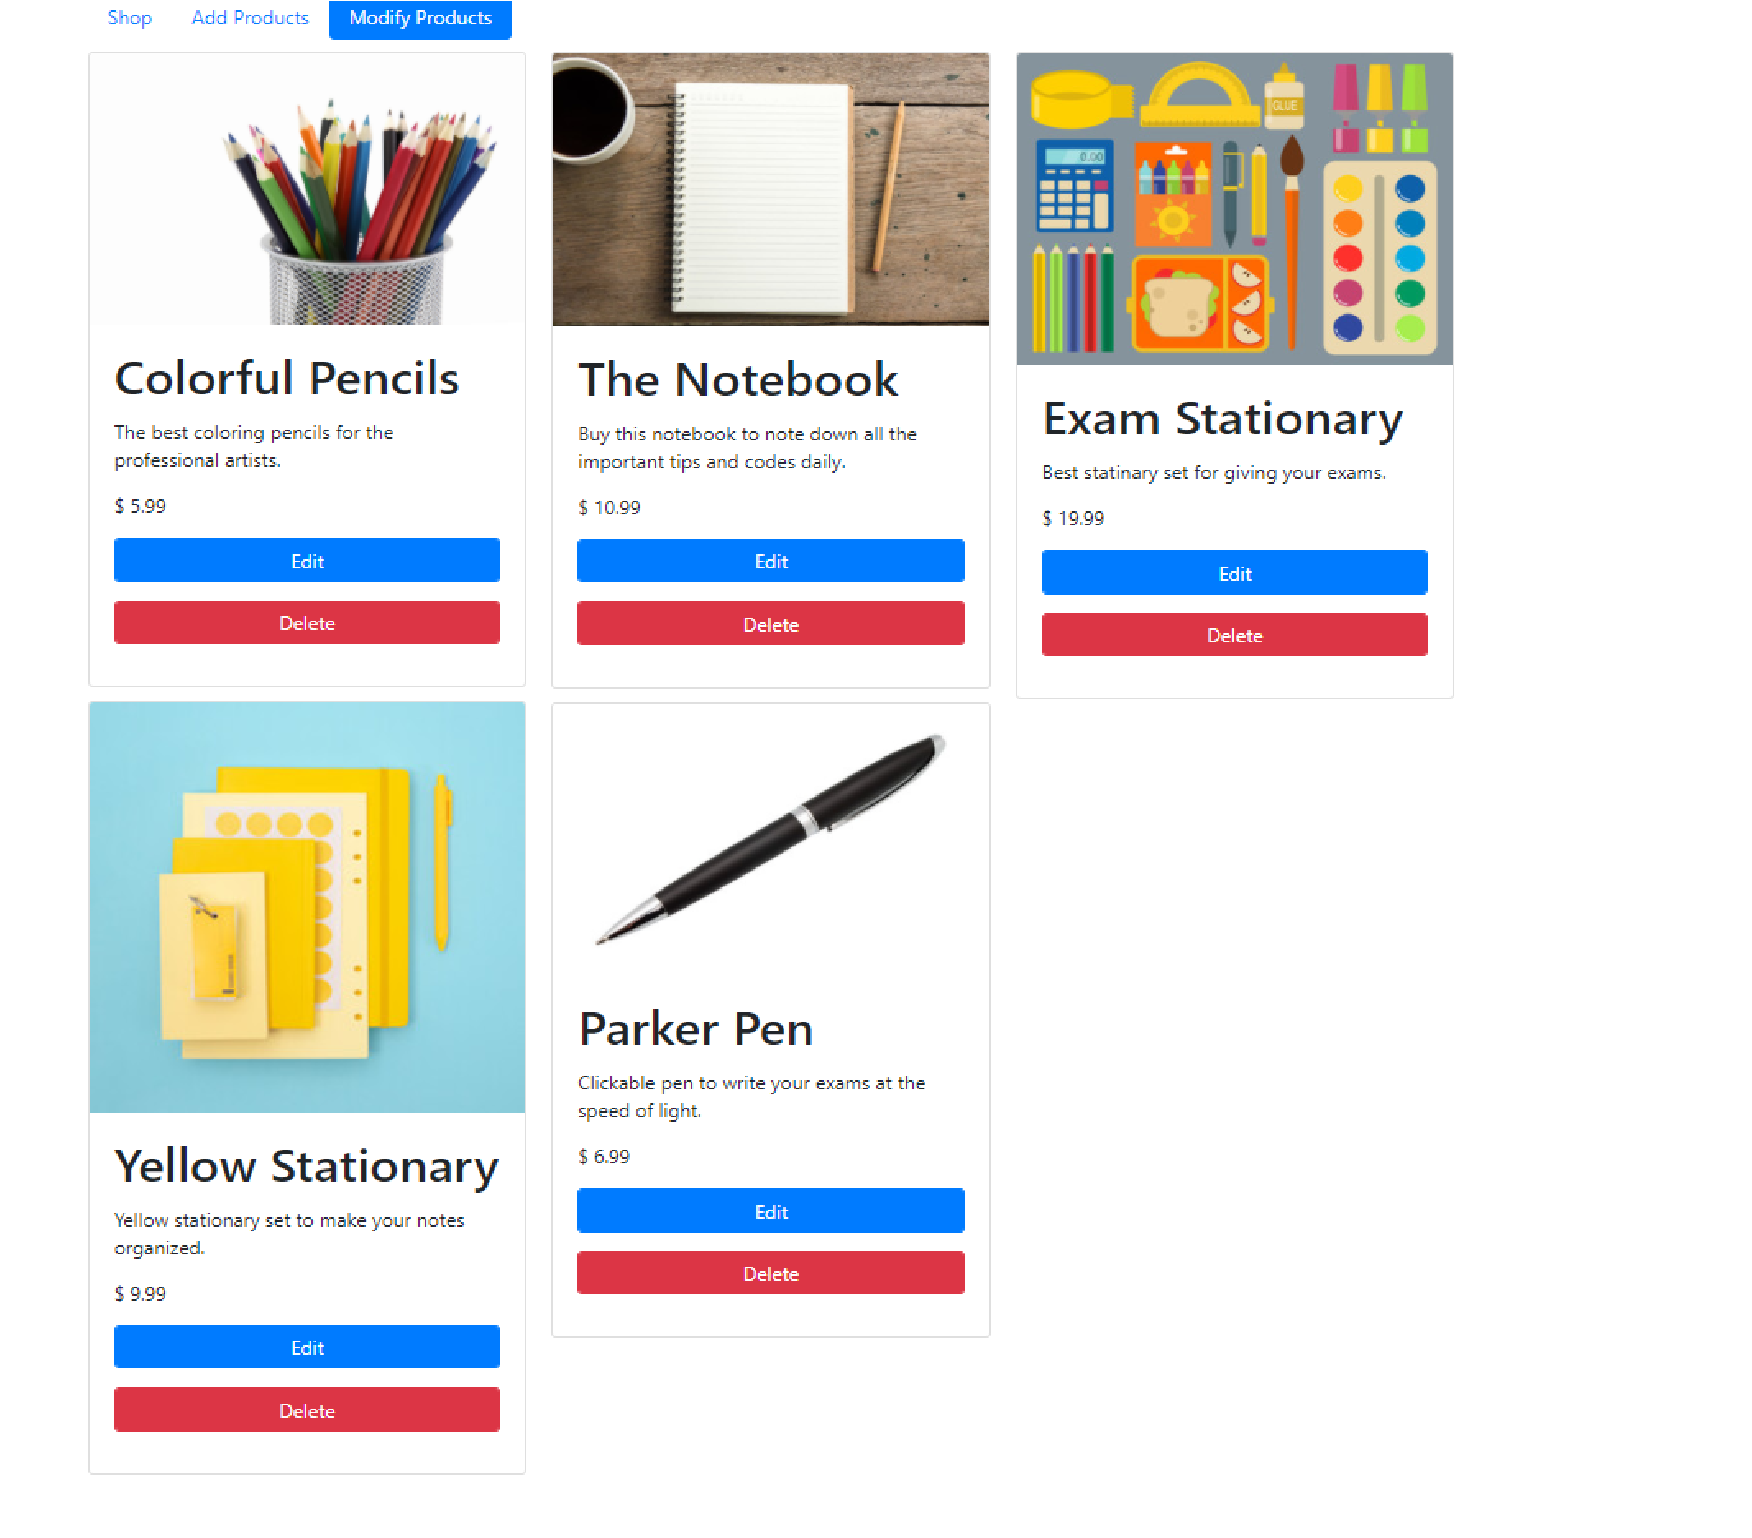 Shop Add Products Modify Products
Colorful Pencils
The best coloring pencils for the
professional artists.
$ 5.99
Edit
Delete
The Notebook
Buy this notebook to note down all the
important tips and codes daily.
$ 10.99
Edit
Delete
GLUE
0.00
Exam Stationary
Best statinary set for giving your exams.
$ 19.99
Edit
Delete
Yellow Stationary
Yellow stationary set to make your notes
organized.
$ 9.99
Edit
Delete
Parker Pen
Clickable pen to write your exams at the
speed of light.
$ 6.99
Edit
Delete